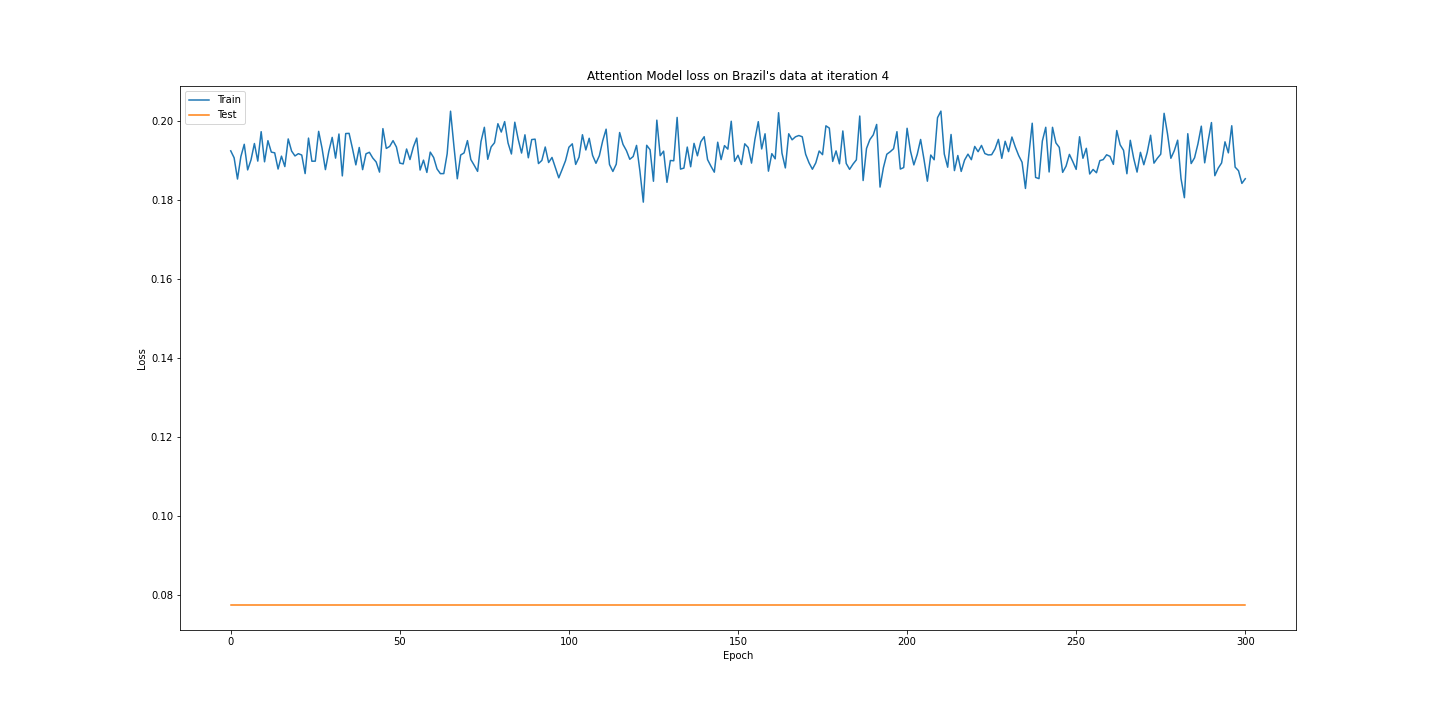 Attention Model loss on Brazil's data at iteration 4
Train
Test
0.20
0.18
0.16
0.14
0.12
0.10
0.08
Loss
0 50 100 150 200 250 300
Epoch